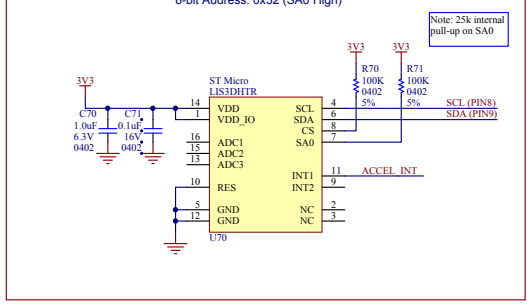 8-bit Address: 0x32 (SA0 High)
Note: 25k internal
pull-up on SA0
3V3
3V3
3V3
R70
100K
0402
5%
R71
100K
0402
5%
ST Micro
LIS3DHTR
C70
1.0uF
6.3V
0402
C71
0.1uF
16V
0402
14
VDD
1
VDD_IO
16
ADC1
15
ADC2
13
ADC3
10
RES
5
GND
12
GND
SCL
4
SCL (PIN8)
SDA
6
SDA (PIN9)
CS
8
SA0
7
INT1
11
ACCEL_INT
INT2
9
NC
2
NC
3
U70